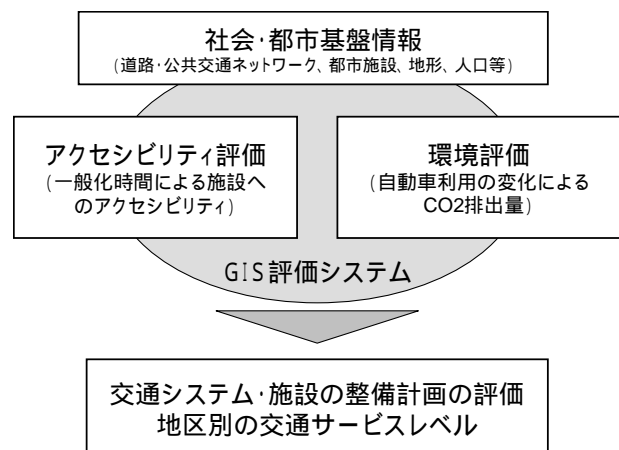 社会・都市基盤情報
(道路・公共交通ネットワーク、都市施設、地形、人口等)
アクセシビリティ評価
(一般化時間による施設へ
のアクセシビリティ)
環境評価
(自動車利用の変化による
CO2排出量)
GIS評価システム
交通システム・施設の整備計画の評価
地区別の交通サービスレベル